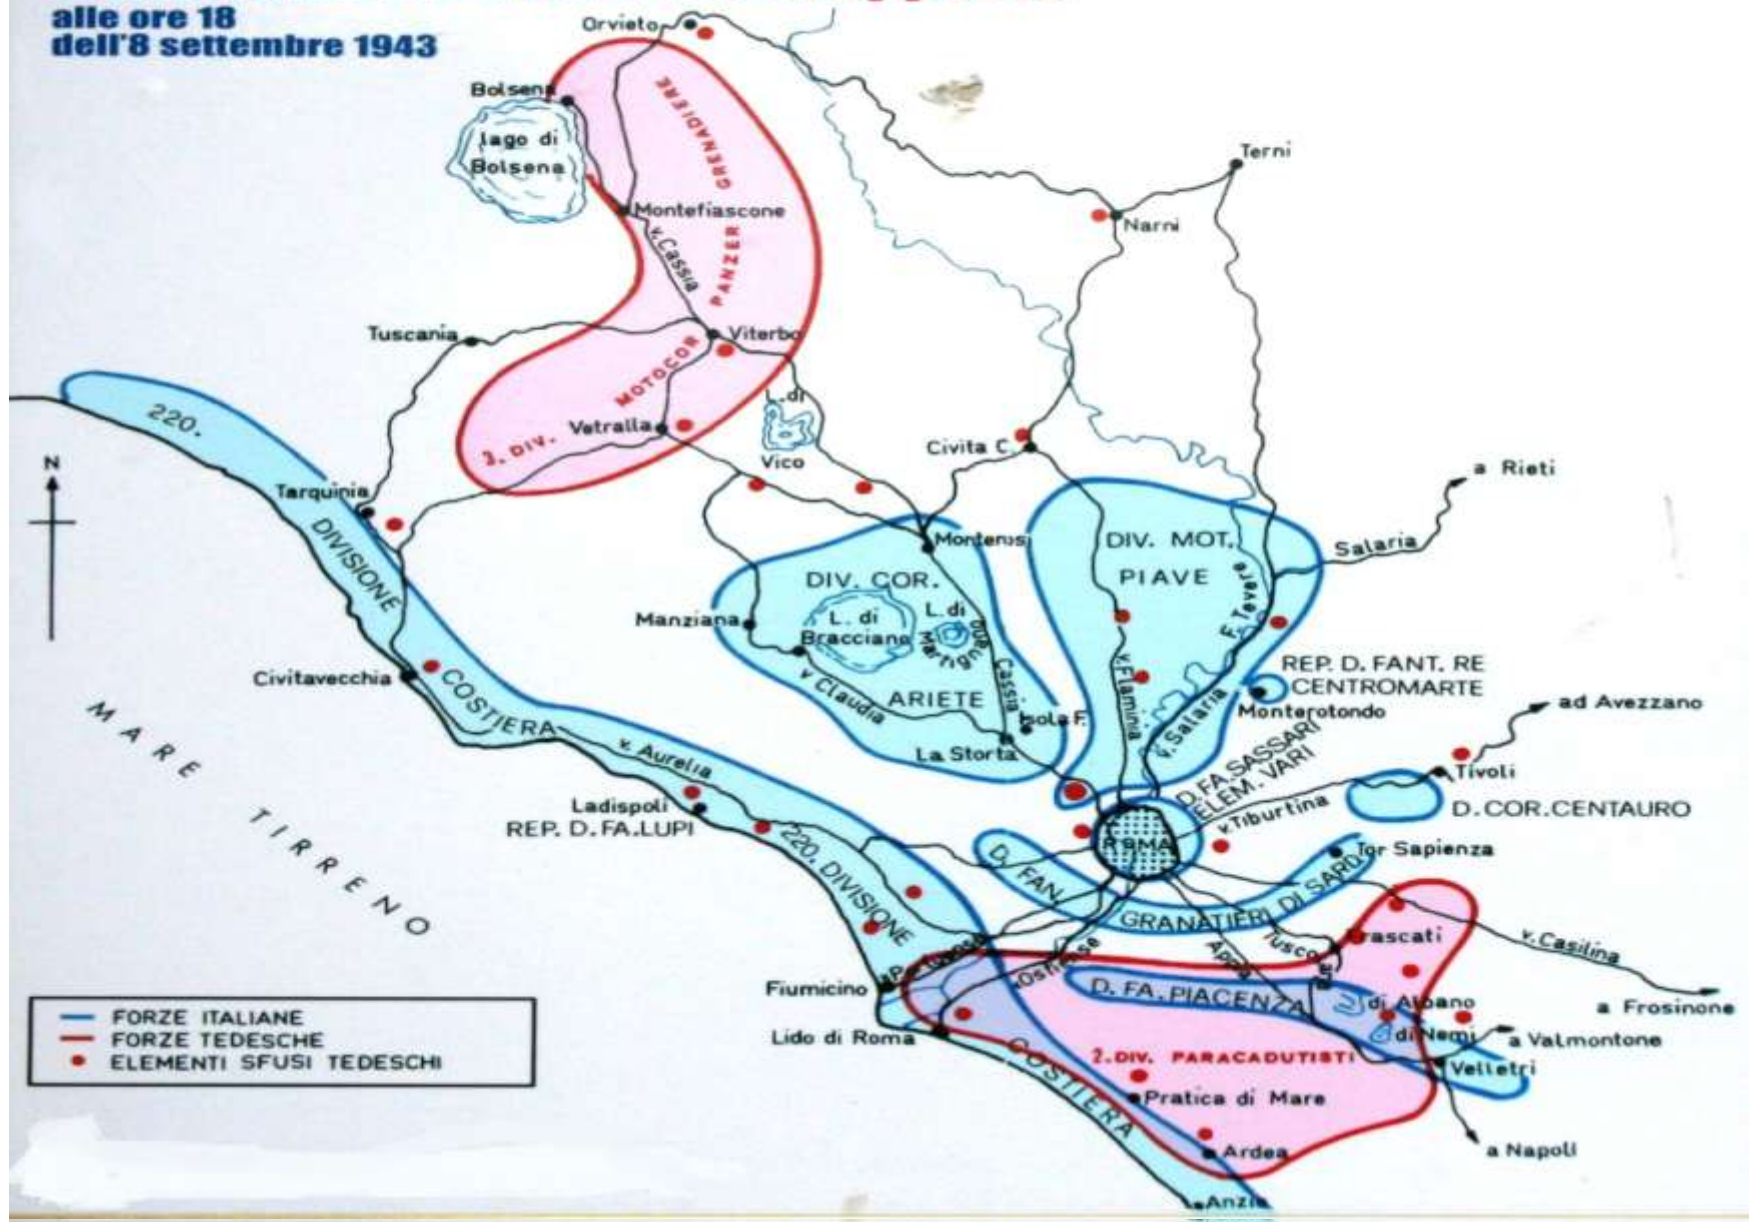 alle ore 18
dell'8 settembre 1943
Orvieto
Bolsena
lago di
Bolsena
GRENADIERE
Terni
Montefiascone
Narni
v. Cassia
PANZER
Tuscania
Viterbo
MOTOCOR
L. di
Vico
220.
3. DIV.
Vetralla
Civita C.
a Rieti
N
Tarquinia
DIVISIONE
Monterosi
DIV. MOT.
PIAVE
Salaria
DIV. COR.
F. Tevere
Manziana
L. di
Bracciano
L. di
Martignano
REP. D. FANT. RE
CENTROMARTE
Civitavecchia
COSTIERA
v Claudia
ARIETE
Cassia
v. Flaminia
v. Salaria
Monterotondo
ad Avezzano
Isola F.
La Storta
MARE TIRRENO
v. Aurelia
D. FA. SASSARI
ELEM. VARI
Tivoli
Ladispoli
REP. D. FA. LUPI
v. Tiburtina
D. COR. CENTAURO
220. DIVISIONE
ROMA
Tor Sapienza
D. FAN.
GRANATIERI DI SARD.
Frascati
v. Casilina
Portuense
Ostiense
Appia
Tuscolana
Fiumicino
D. FA. PIACENZA
di Albano
a Frosinone
Lido di Roma
di Nemi
a Valmontone
COSTIERA
2. DIV. PARACADUTISTI
Velletri
Pratica di Mare
Ardea
a Napoli
Anzio
FORZE ITALIANE
FORZE TEDESCHE
ELEMENTI SFUSI TEDESCHI